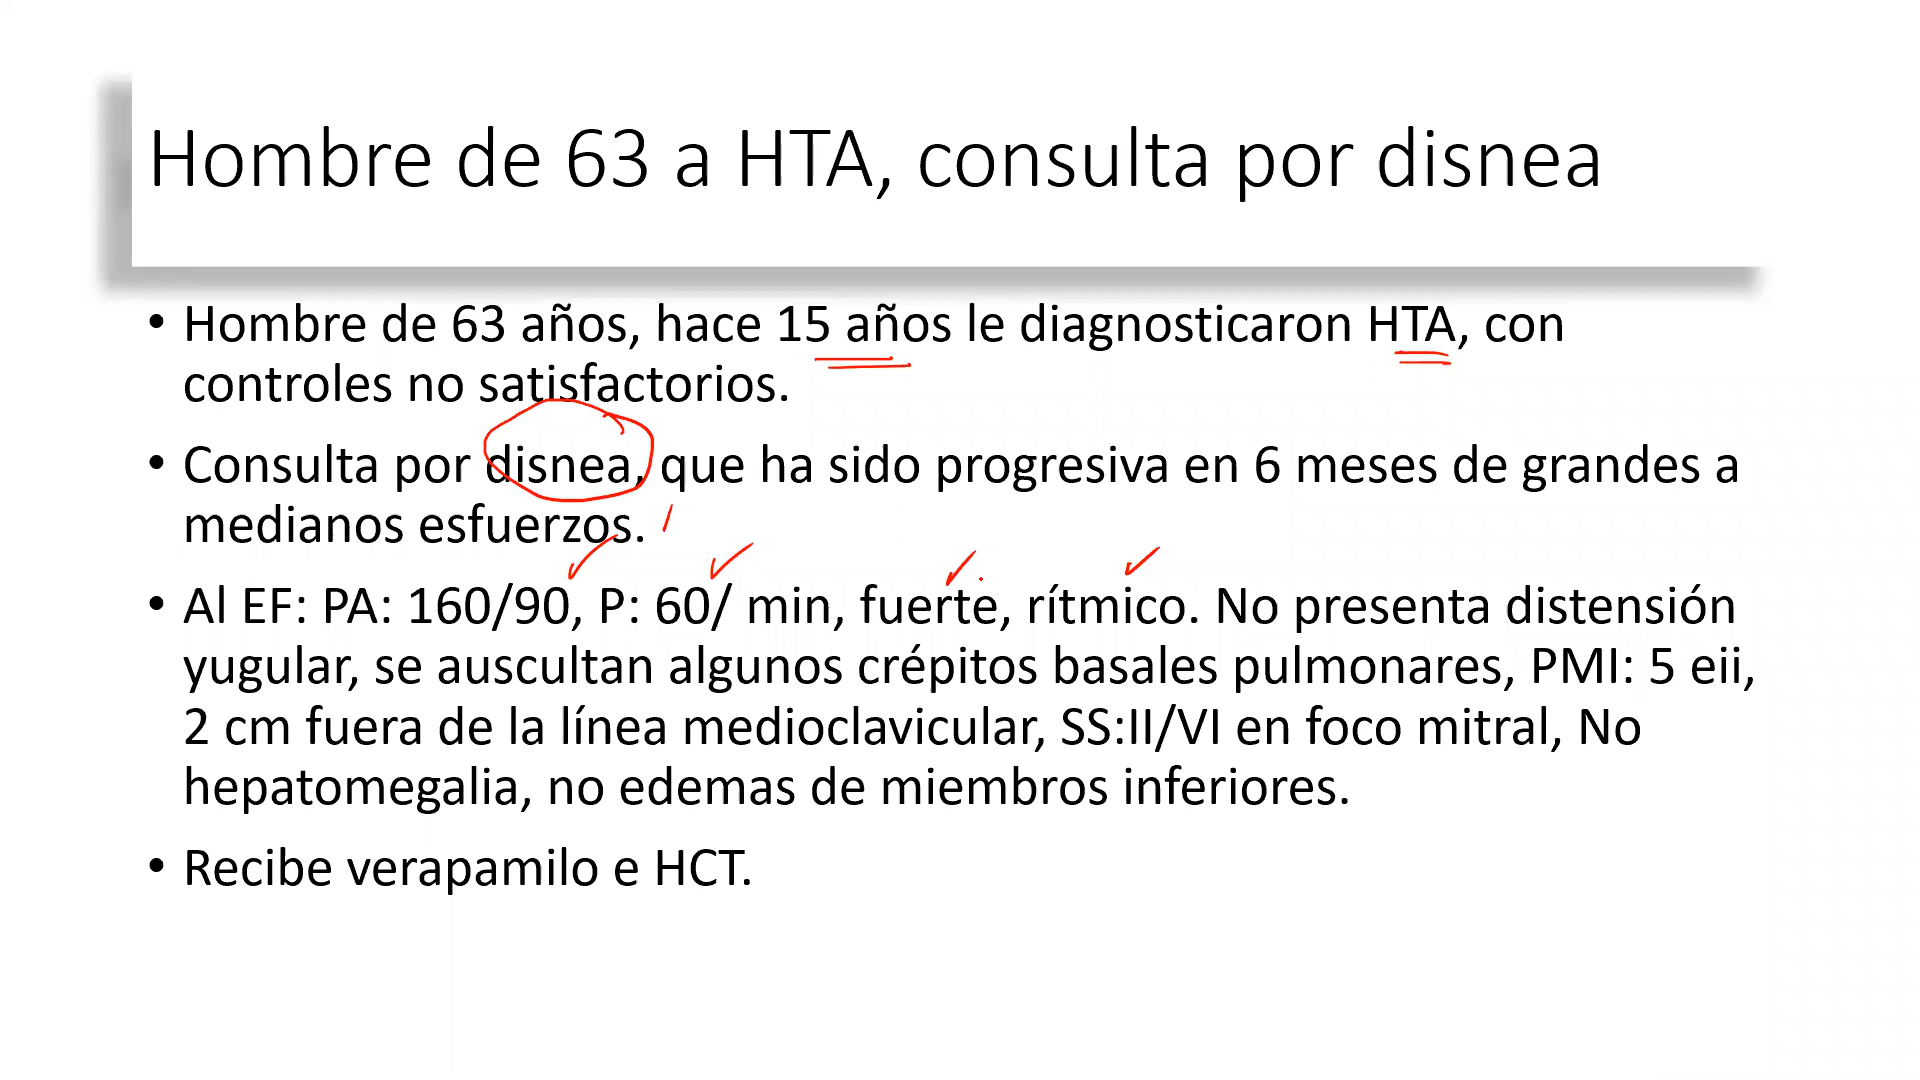 Hombre de 63 a HTA, consulta por disnea
• Hombre de 63 años, hace 15 años le diagnosticaron HTA, con
controles no satisfactorios.
• Consulta por disnea, que ha sido progresiva en 6 meses de grandes a
medianos esfuerzos.
• Al EF: PA: 160/90, P: 60/ min, fuerte, rítmico. No presenta distensión
yugular, se auscultan algunos crépitos basales pulmonares, PMI: 5 eii,
2 cm fuera de la línea medioclavicular, SS:II/VI en foco mitral, No
hepatomegalia, no edemas de miembros inferiores.
• Recibe verapamilo e HCT.